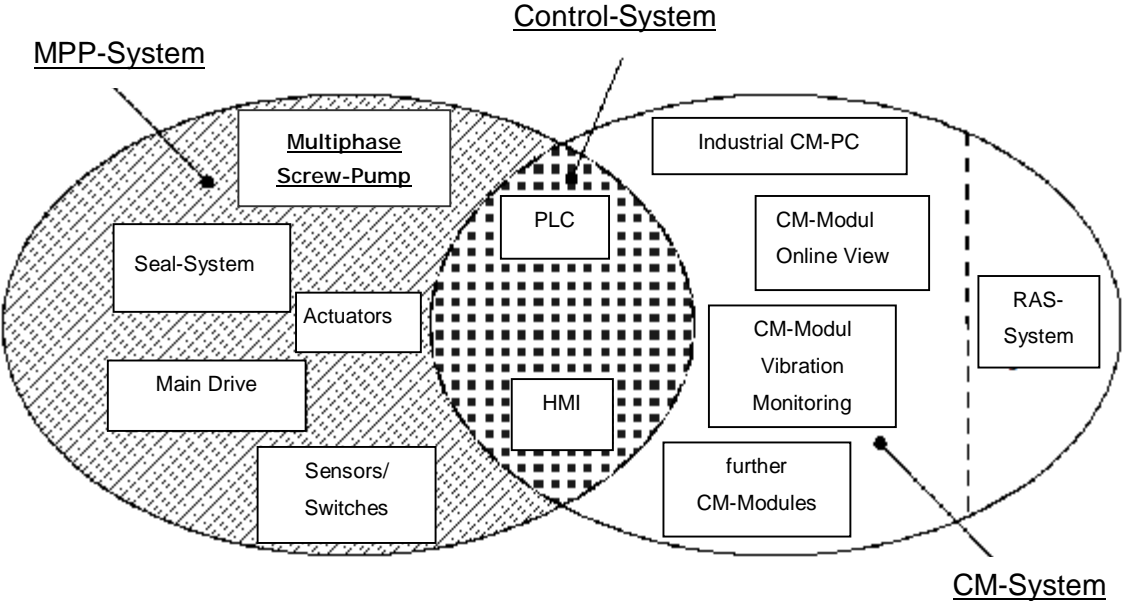 Control-System
MPP-System
Multiphase
Screw-Pump
Seal-System
Actuators
Main Drive
Sensors/
Switches
PLC
HMI
Industrial CM-PC
CM-Modul
Online View
CM-Modul
Vibration
Monitoring
further
CM-Modules
RAS-
System
CM-System